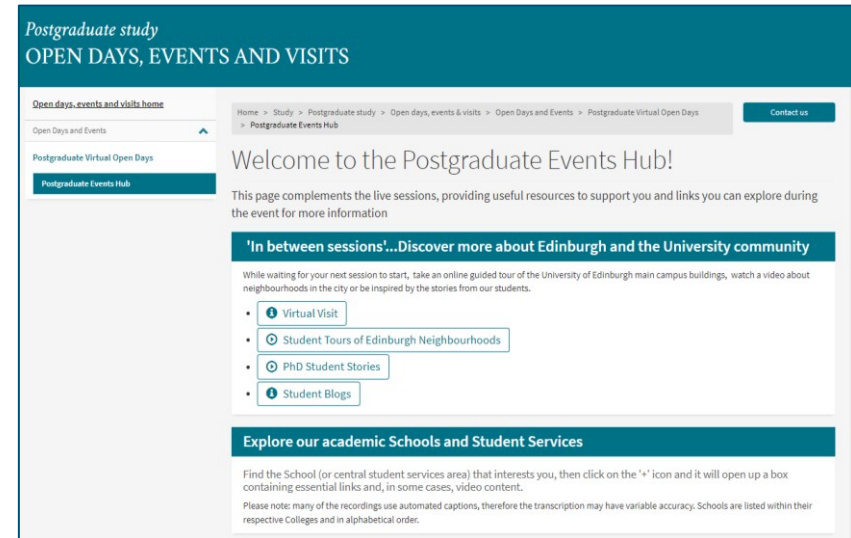 Postgraduate study
OPEN DAYS, EVENTS AND VISITS
Open days, events and visits home
Open Days and Events
Postgraduate Virtual Open Days
Postgraduate Events Hub
Home > Study > Postgraduate study > Open days, events & visits > Open Days and Events > Postgraduate Virtual Open Days
> Postgraduate Events Hub
Contact us
Welcome to the Postgraduate Events Hub!
This page complements the live sessions, providing useful resources to support you and links you can explore during
the event for more information
'In between sessions'...Discover more about Edinburgh and the University community
While waiting for your next session to start, take an online guided tour of the University of Edinburgh main campus buildings, watch a video about
neighbourhoods in the city or be inspired by the stories from our students.
Virtual Visit
Student Tours of Edinburgh Neighbourhoods
PhD Student Stories
Student Blogs
Explore our academic Schools and Student Services
Find the School (or central student services area) that interests you, then click on the '+' icon and it will open up a box
containing essential links and, in some cases, video content.
Please note: many of the recordings use automated captions, therefore the transcription may have variable accuracy. Schools are listed within their
respective Colleges and in alphabetical order.